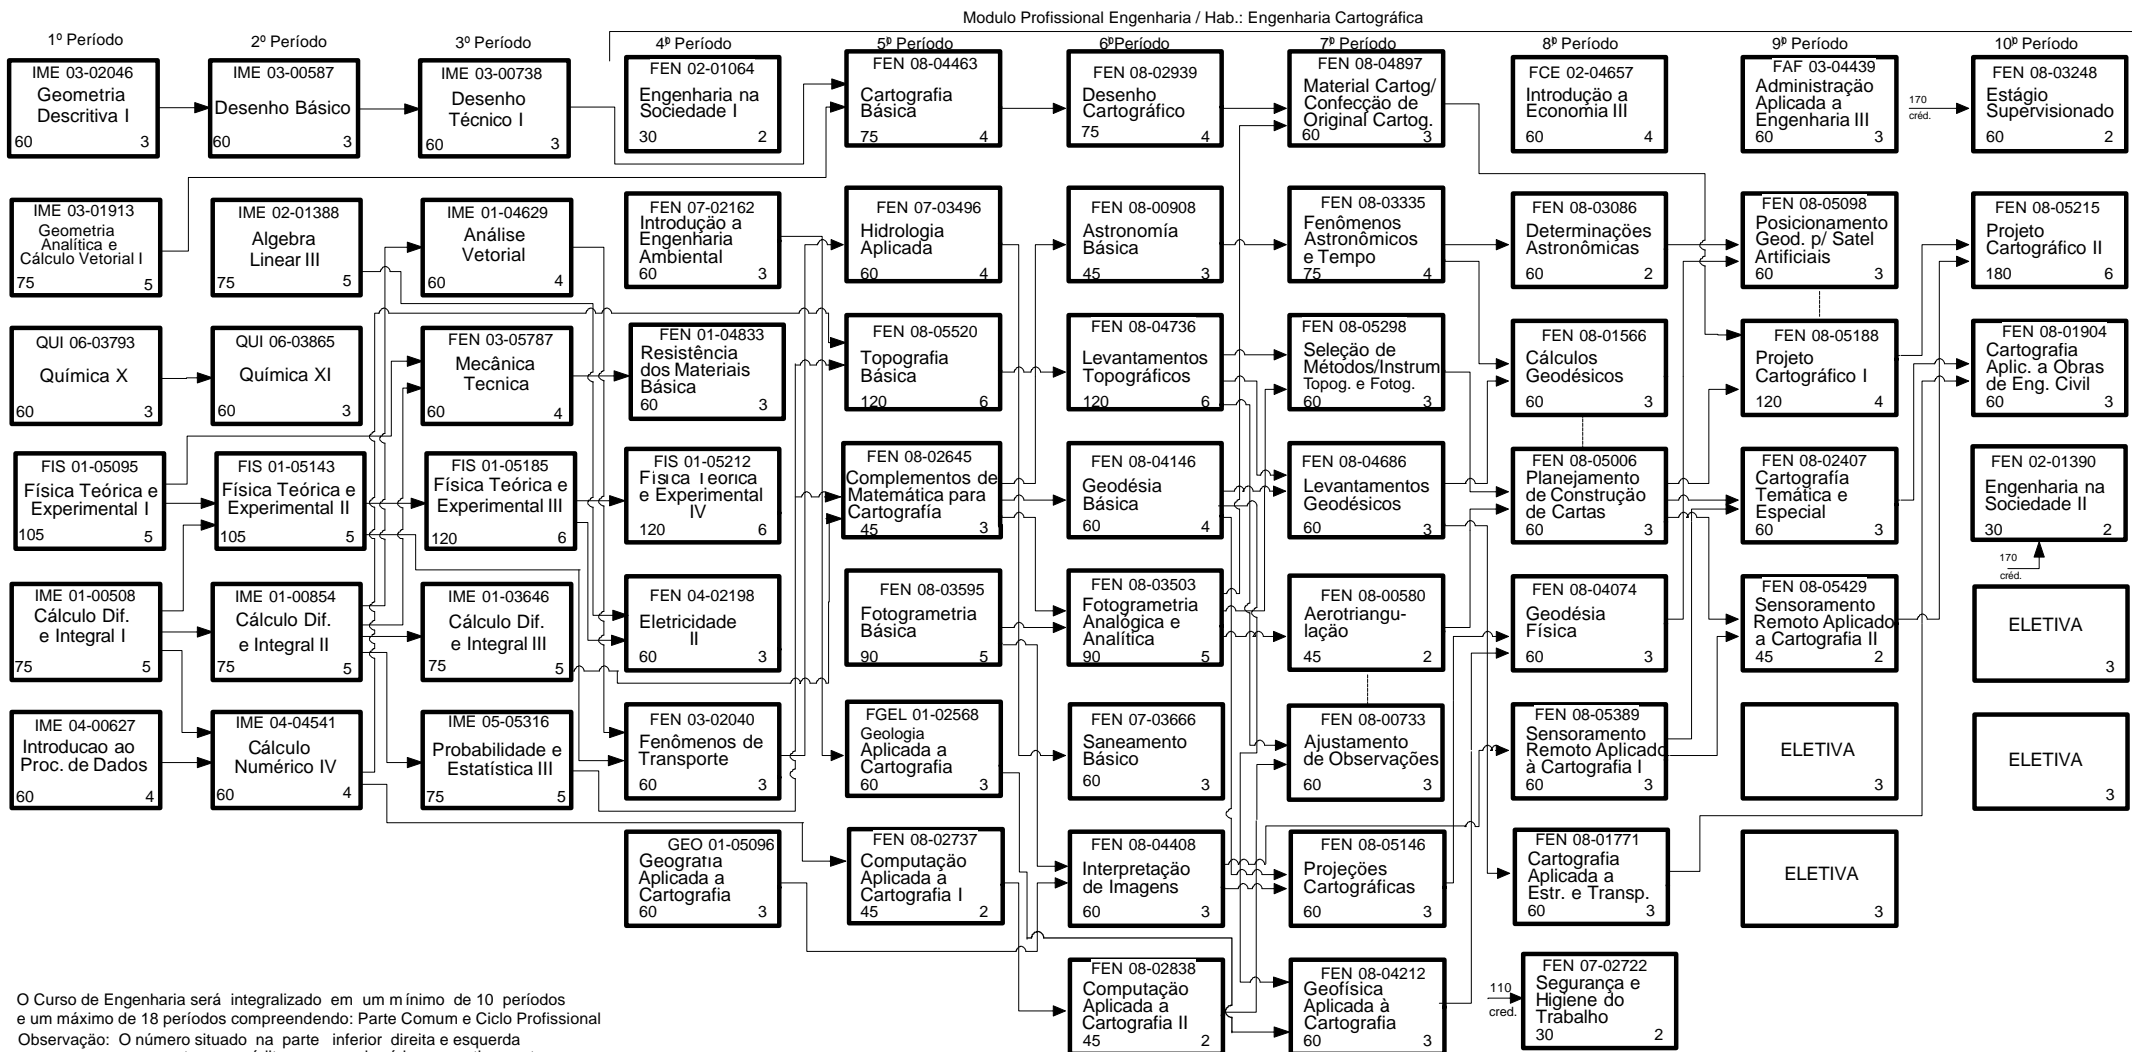 Modulo Profissional Engenharia / Hab.: Engenharia Cartográfica
1º Período
2º Período
3º Período
4º Período
5º Período
6ºPeríodo
7º Período
8º Período
9º Período
10º Período
IME 03-02046
Geometria
Descritiva I
60 3
IME 03-00587
Desenho Básico
60 3
IME 03-00738
Desenho
Técnico I
60 3
FEN 02-01064
Engenharia na
Sociedade I
30 2
FEN 08-04463
Cartografia
Básica
75 4
FEN 08-02939
Desenho
Cartográfico
75 4
FEN 08-04897
Material Cartog/
Confecção de
Original Cartog.
60 3
FCE 02-04657
Introdução a
Economia III
60 4
FAF 03-04439
Administração
Aplicada a
Engenharia III
60 3
170
créd.
FEN 08-03248
Estágio
Supervisionado
60 2
IME 03-01913
Geometria
Analítica e
Cálculo Vetorial I
75 5
IME 02-01388
Algebra
Linear III
75 5
IME 01-04629
Análise
Vetorial
60 4
FEN 07-02162
Introdução a
Engenharia
Ambiental
60 3
FEN 07-03496
Hidrologia
Aplicada
60 4
FEN 08-00908
Astronomía
Básica
45 3
FEN 08-03335
Fenômenos
Astronômicos
e Tempo
75 4
FEN 08-03086
Determinações
Astronômicas
60 2
FEN 08-05098
Posicionamento
Geod. p/ Satel
Artificiais
60 3
FEN 08-05215
Projeto
Cartográfico II
180 6
QUI 06-03793
Química X
60 3
QUI 06-03865
Química XI
60 3
FEN 03-05787
Mecânica
Tecnica
60 4
FEN 01-04833
Resistência
dos Materiais
Básica
60 3
FEN 08-05520
Topografia
Básica
120 6
FEN 08-04736
Levantamentos
Topográficos
120 6
FEN 08-05298
Seleção de
Métodos/Instrum
Topog. e Fotog.
60 3
FEN 08-01566
Cálculos
Geodésicos
60 3
FEN 08-05188
Projeto
Cartográfico I
120 4
FEN 08-01904
Cartografia
Aplic. a Obras
de Eng. Civil
60 3
FIS 01-05095
Física Teórica e
Experimental I
105 5
FIS 01-05143
Física Teórica e
Experimental II
105 5
FIS 01-05185
Física Teórica e
Experimental III
120 6
FIS 01-05212
Física Teórica
e Experimental
IV
120 6
FEN 08-02645
Complementos de
Matemática para
Cartografía
45 3
FEN 08-04146
Geodésia
Básica
60 4
FEN 08-04686
Levantamentos
Geodésicos
60 3
FEN 08-05006
Planejamento
de Construção
de Cartas
60 3
FEN 08-02407
Cartografia
Temática e
Especial
60 3
FEN 02-01390
Engenharia na
Sociedade II
30 2
170
créd.
IME 01-00508
Cálculo Dif.
e Integral I
75 5
IME 01-00854
Cálculo Dif.
e Integral II
75 5
IME 01-03646
Cálculo Dif.
e Integral III
75 5
FEN 04-02198
Eletricidade
II
60 3
FEN 08-03595
Fotogrametria
Básica
90 5
FEN 08-03503
Fotogrametria
Analógica e
Analítica
90 5
FEN 08-00580
Aerotriangu-
lação
45 2
FEN 08-04074
Geodésia
Física
60 3
FEN 08-05429
Sensoramento
Remoto Aplicado
a Cartografia II
45 2
ELETIVA
3
IME 04-00627
Introducao ao
Proc. de Dados
60 4
IME 04-04541
Cálculo
Numérico IV
60 4
IME 05-05316
Probabilidade e
Estatística III
75 5
FEN 03-02040
Fenômenos de
Transporte
60 3
FGEL 01-02568
Geologia
Aplicada a
Cartografia
60 3
FEN 07-03666
Saneamento
Básico
60 3
FEN 08-00733
Ajustamento
de Observações
60 3
FEN 08-05389
Sensoramento
Remoto Aplicado
à Cartografia I
60 3
ELETIVA
3
ELETIVA
3
GEO 01-05096
Geografia
Aplicada a
Cartografia
60 3
FEN 08-02737
Computação
Aplicada à
Cartografia I
45 2
FEN 08-04408
Interpretação
de Imagens
60 3
FEN 08-05146
Projeções
Cartográficas
60 3
FEN 08-01771
Cartografia
Aplicada a
Estr. e Transp.
60 3
ELETIVA
3
FEN 08-02838
Computação
Aplicada à
Cartografia II
45 2
FEN 08-04212
Geofísica
Aplicada à
Cartografia
60 3
110
cred.
FEN 07-02722
Segurança e
Higiene do
Trabalho
30 2
O Curso de Engenharia será integralizado em um mínimo de 10 períodos
e um máximo de 18 períodos compreendendo: Parte Comum e Ciclo Profissional
Observação: O número situado na parte inferior direita e esquerda